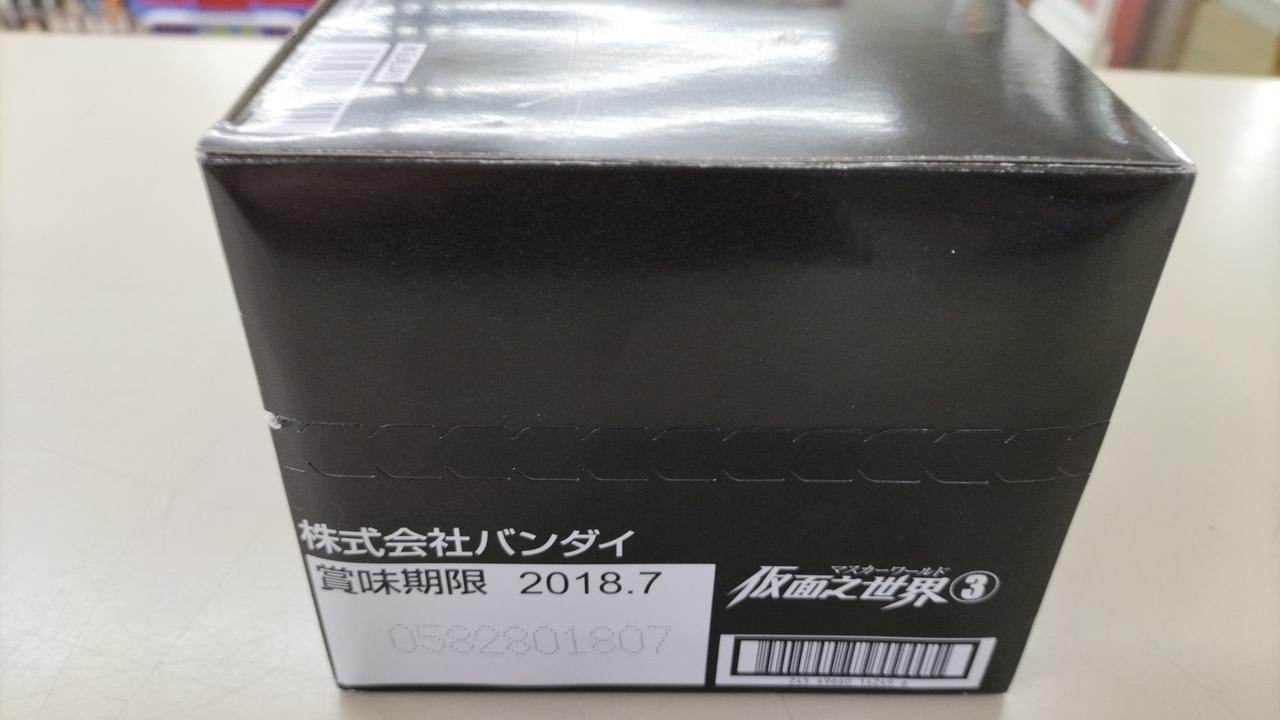 株式会社バンダイ
賞味期限 2018.7
0582801807
マスカーワールド
仮面之世界③